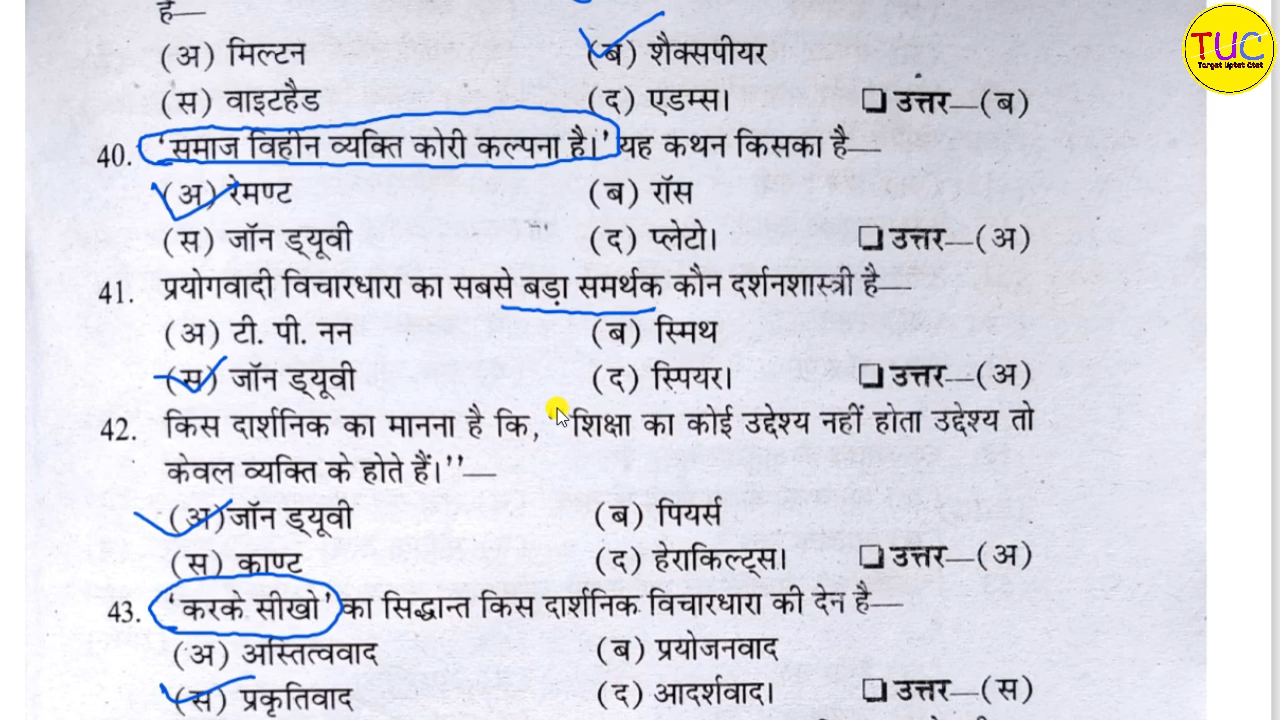 है—
TUC
Target Uptet Ctet
(अ) मिल्टन (ब) शैक्सपीयर
(स) वाइटहैड (द) एडम्स। ❑ उत्तर—(ब)
40. 'समाज विहीन व्यक्ति कोरी कल्पना है।' यह कथन किसका है—
(अ) रेमण्ट (ब) रॉस
(स) जॉन ड्यूवी (द) प्लेटो। ❑ उत्तर—(अ)
41. प्रयोगवादी विचारधारा का सबसे बड़ा समर्थक कौन दर्शनशास्त्री है—
(अ) टी. पी. नन (ब) स्मिथ
(स) जॉन ड्यूवी (द) स्पियर। ❑ उत्तर—(अ)
42. किस दार्शनिक का मानना है कि, "शिक्षा का कोई उद्देश्य नहीं होता उद्देश्य तो
केवल व्यक्ति के होते हैं।''—
(अ) जॉन ड्यूवी (ब) पियर्स
(स) काण्ट (द) हेराकिल्ट्स। ❑ उत्तर—(अ)
43. 'करके सीखो' का सिद्धान्त किस दार्शनिक विचारधारा की देन है—
(अ) अस्तित्ववाद (ब) प्रयोजनवाद
(स) प्रकृतिवाद (द) आदर्शवाद। ❑ उत्तर—(स)